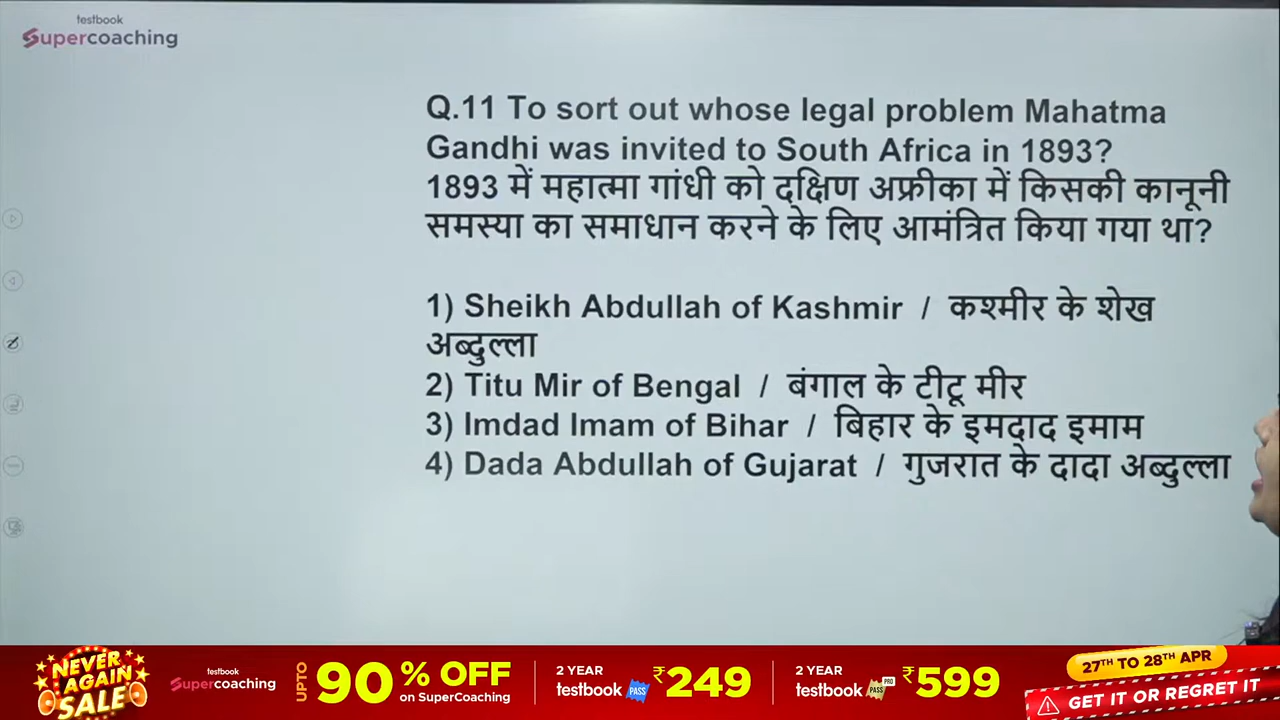 testbook
Supercoaching
Q.11 To sort out whose legal problem Mahatma
Gandhi was invited to South Africa in 1893?
1893 में महात्मा गांधी को दक्षिण अफ्रीका में किसकी कानूनी
समस्या का समाधान करने के लिए आमंत्रित किया गया था?
1) Sheikh Abdullah of Kashmir / कश्मीर के शेख
अब्दुल्ला
2) Titu Mir of Bengal / बंगाल के टीटू मीर
3) Imdad Imam of Bihar / बिहार के इमदाद इमाम
4) Dada Abdullah of Gujarat / गुजरात के दादा अब्दुल्ला
NEVER
AGAIN
SALE
testbook
Supercoaching
UPTO
90% OFF
on SuperCoaching
2 YEAR
testbook PASS
₹249
2 YEAR
testbook PASS PRO
₹599
27TH TO 28TH APR
GET IT OR REGRET IT